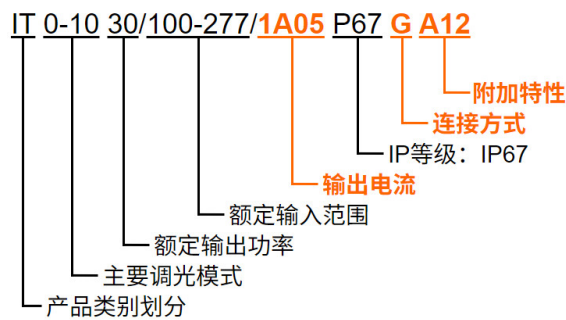 IT 0-10 30/100-277/1A05 P67 G A12
附加特性
连接方式
IP等级：IP67
输出电流
额定输入范围
额定输出功率
主要调光模式
产品类别划分